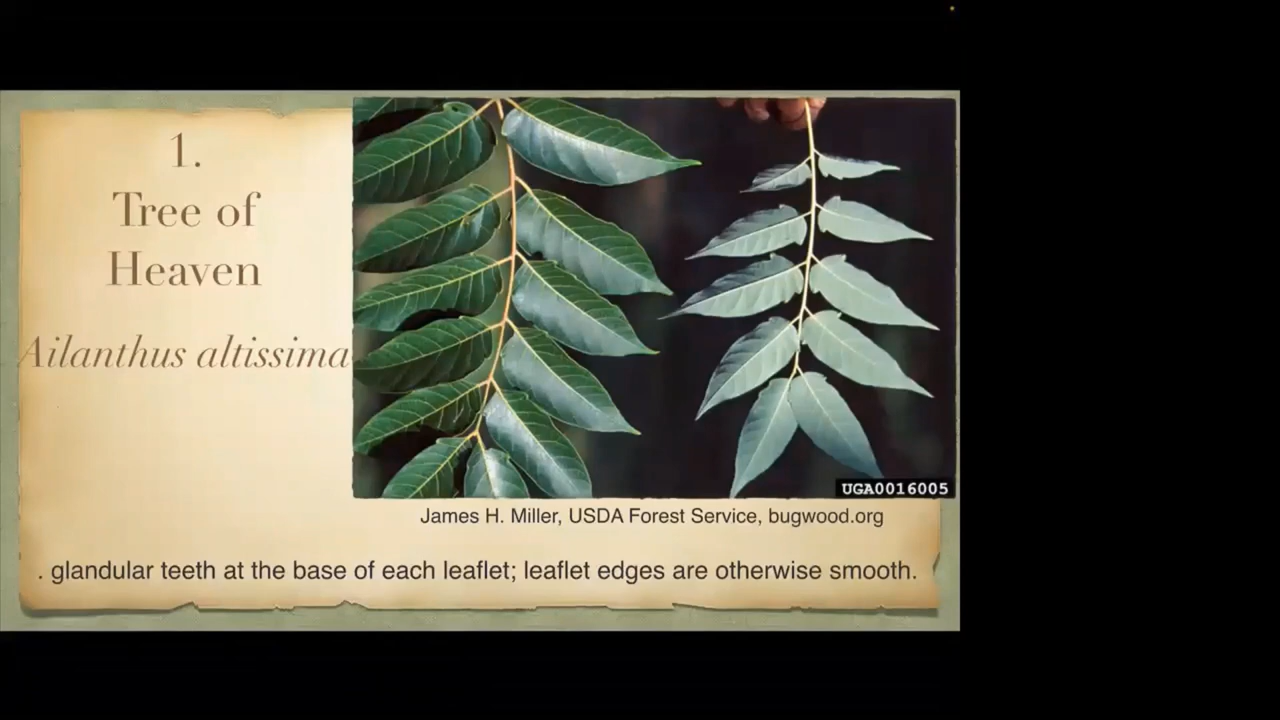 1.
Tree of
Heaven
Ailanthus altissima
UGA0016005
James H. Miller, USDA Forest Service, bugwood.org
. glandular teeth at the base of each leaflet; leaflet edges are otherwise smooth.